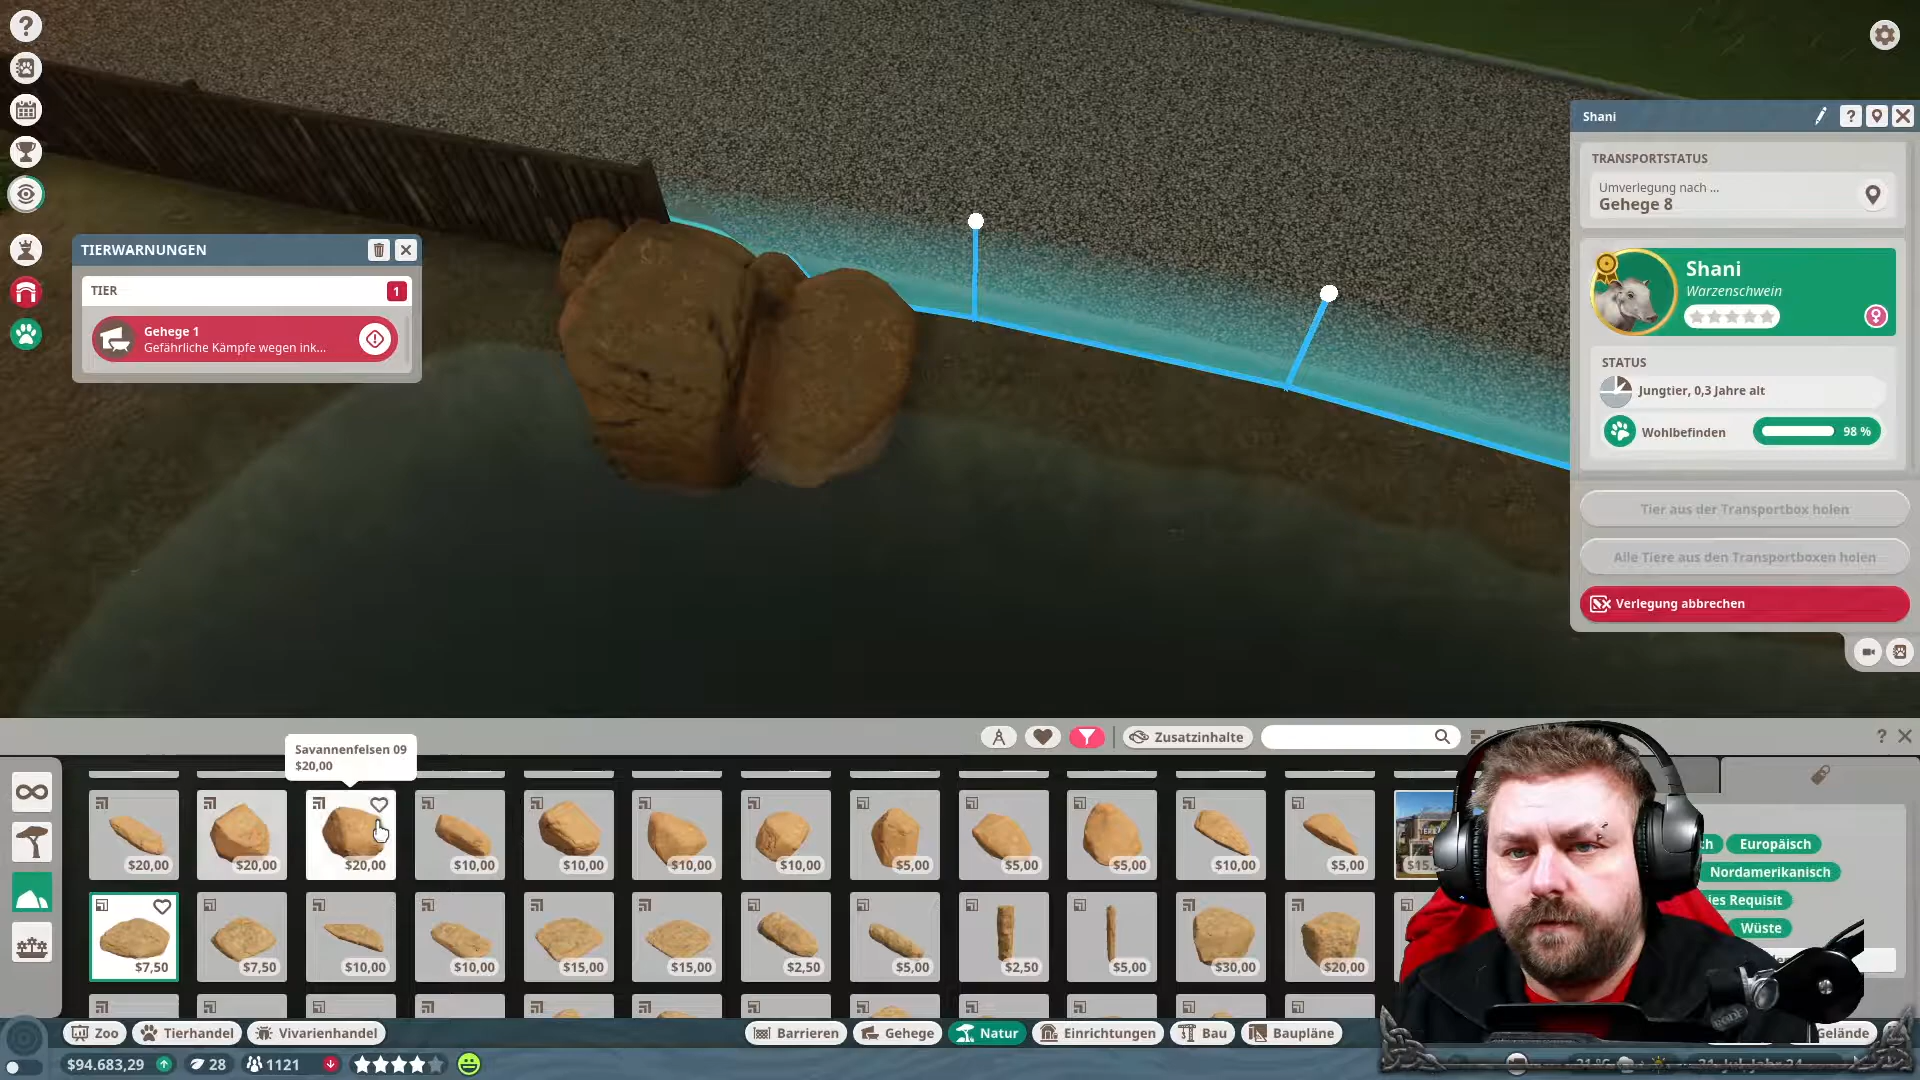 Shani
TRANSPORTSTATUS
Umverlegung nach ...
Gehege 8
TIERWARNUNGEN
TIER
1
Gehege 1
Gefährliche Kämpfe wegen ink...
Shani
Warzenschwein
STATUS
Jungtier, 0,3 Jahre alt
Wohlbefinden
98 %
Tier aus der Transportbox holen
Alle Tiere aus den Transportboxen holen
Verlegung abbrechen
Zusatzinhalte
Savannenfelsen 09
$20,00
$20,00 $20,00 $20,00 $10,00 $10,00 $10,00 $10,00 $5,00 $5,00 $5,00 $10,00 $5,00
Europäisch
Nordamerikanisch
Wüste
$7,50 $7,50 $10,00 $10,00 $15,00 $15,00 $2,50 $5,00 $2,50 $5,00 $30,00 $20,00
Zoo Tierhandel Vivarienhandel Barrieren Gehege Natur Einrichtungen Bau Baupläne Gelände
$94.683,29 28 1121